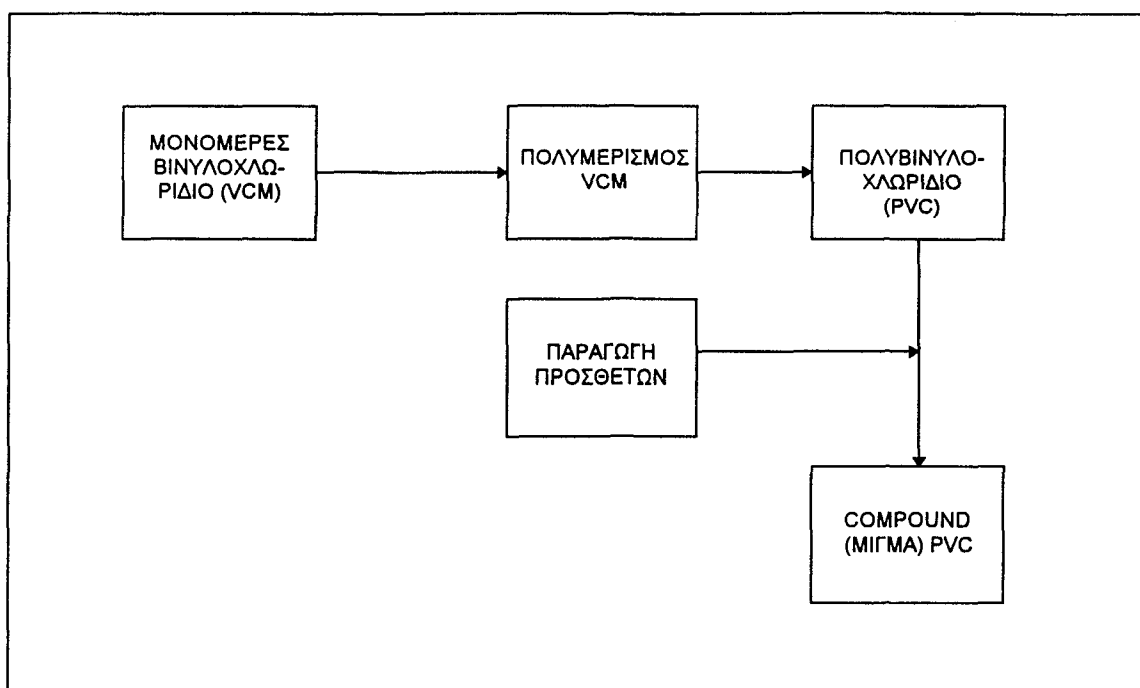 ΜΟΝΟΜΕΡΕΣ
ΒΙΝΥΛΟΧΛΩ-
ΡΙΔΙΟ (VCM)
ΠΟΛΥΜΕΡΙΣΜΟΣ
VCM
ΠΟΛΥΒΙΝΥΛΟ-
ΧΛΩΡΙΔΙΟ
(PVC)
ΠΑΡΑΓΩΓΗ
ΠΡΟΣΘΕΤΩΝ
COMPOUND
(ΜΙΓΜΑ) PVC